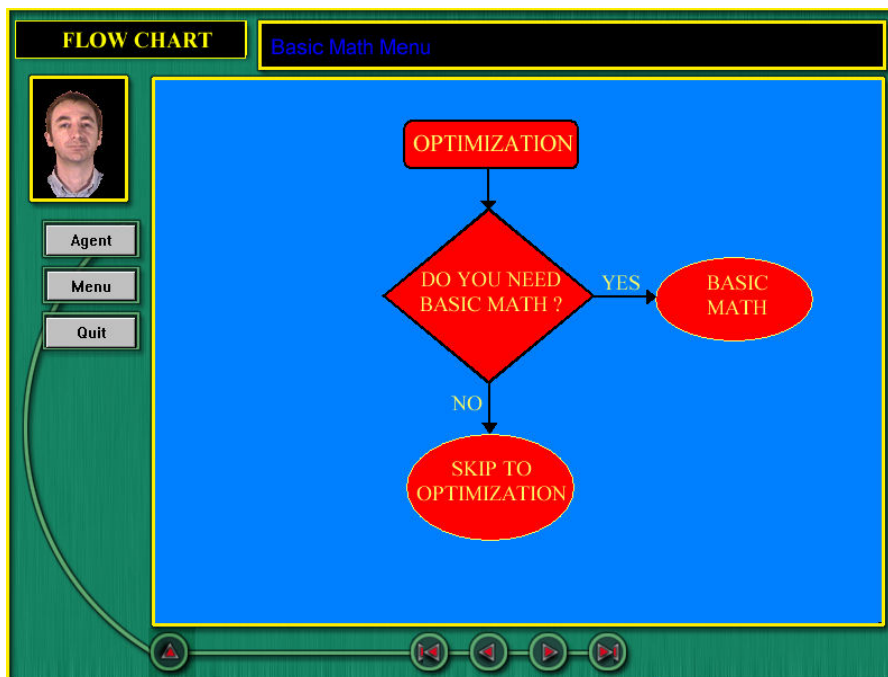 FLOW CHART
Basic Math Menu
Agent
Menu
Quit
OPTIMIZATION
DO YOU NEED
BASIC MATH ?
YES
BASIC
MATH
NO
SKIP TO
OPTIMIZATION